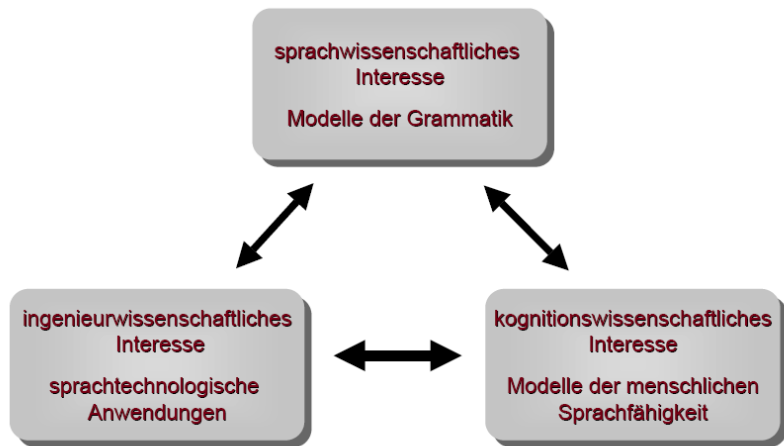 sprachwissenschaftliches
Interesse
Modelle der Grammatik
ingenieurwissenschaftliches
Interesse
sprachtechnologische
Anwendungen
kognitionswissenschaftliches
Interesse
Modelle der menschlichen
Sprachfähigkeit